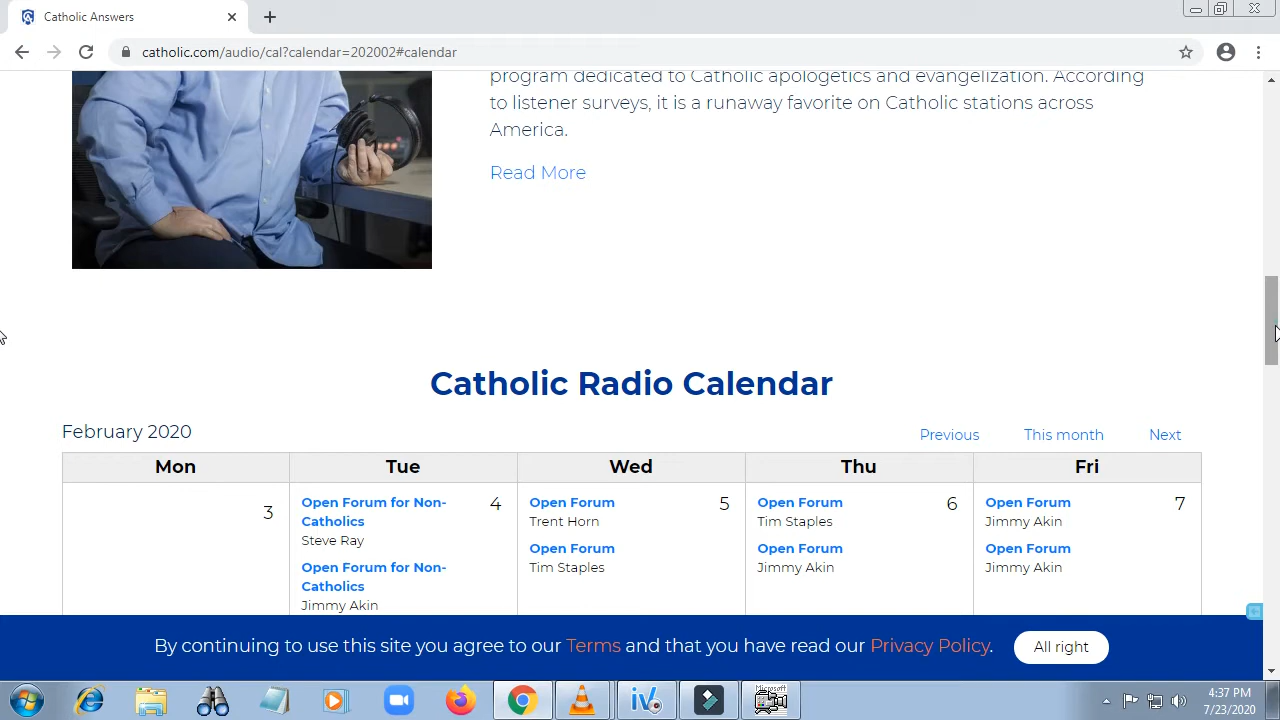 Catholic Answers
catholic.com/audio/cal?calendar=202002#calendar
program dedicated to Catholic apologetics and evangelization. According
to listener surveys, it is a runaway favorite on Catholic stations across
America.
Read More
Catholic Radio Calendar
February 2020
Previous This month Next
Mon Tue Wed Thu Fri
3
Open Forum for Non-
Catholics
Steve Ray
4
Open Forum for Non-
Catholics
Jimmy Akin
Open Forum 5
Trent Horn
Open Forum
Tim Staples
Open Forum 6
Tim Staples
Open Forum
Jimmy Akin
Open Forum 7
Jimmy Akin
Open Forum
Jimmy Akin
By continuing to use this site you agree to our Terms and that you have read our Privacy Policy. All right
Microsoft
4:37 PM
7/23/2020